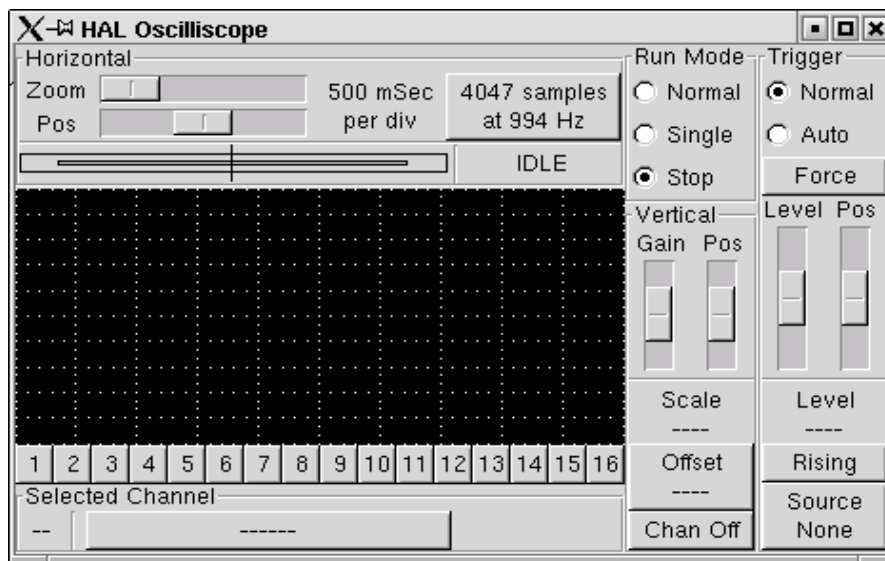 HAL Oscilliscope
Horizontal
Zoom
Pos
500 mSec
per div
4047 samples
at 994 Hz
IDLE
Run Mode
Normal
Single
Stop
Trigger
Normal
Auto
Force
Level Pos
Vertical
Gain Pos
Scale
----
Level
----
1 2 3 4 5 6 7 8 9 10 11 12 13 14 15 16
Offset
----
Rising
Selected Channel
--
------
Chan Off
Source
None